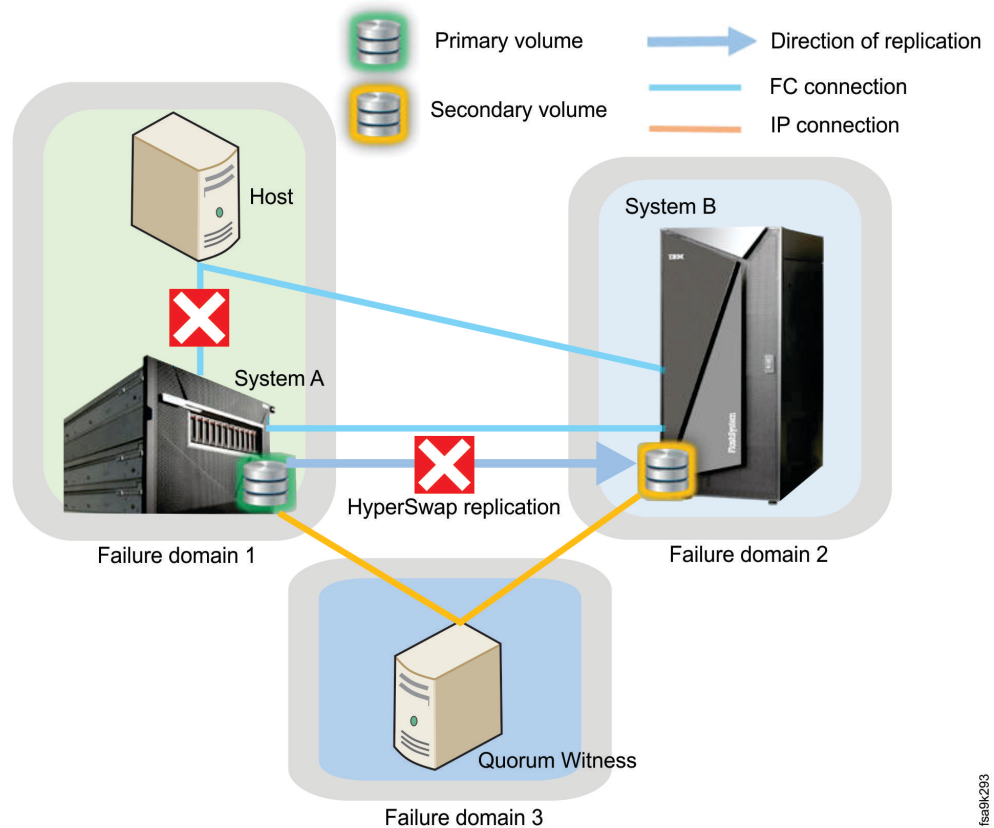 Primary volume
Direction of replication
FC connection
Secondary volume
IP connection
Host
System B
IBM
System A
FlashSystem
HyperSwap replication
Failure domain 1
Failure domain 2
Quorum Witness
Failure domain 3
fsa9k293